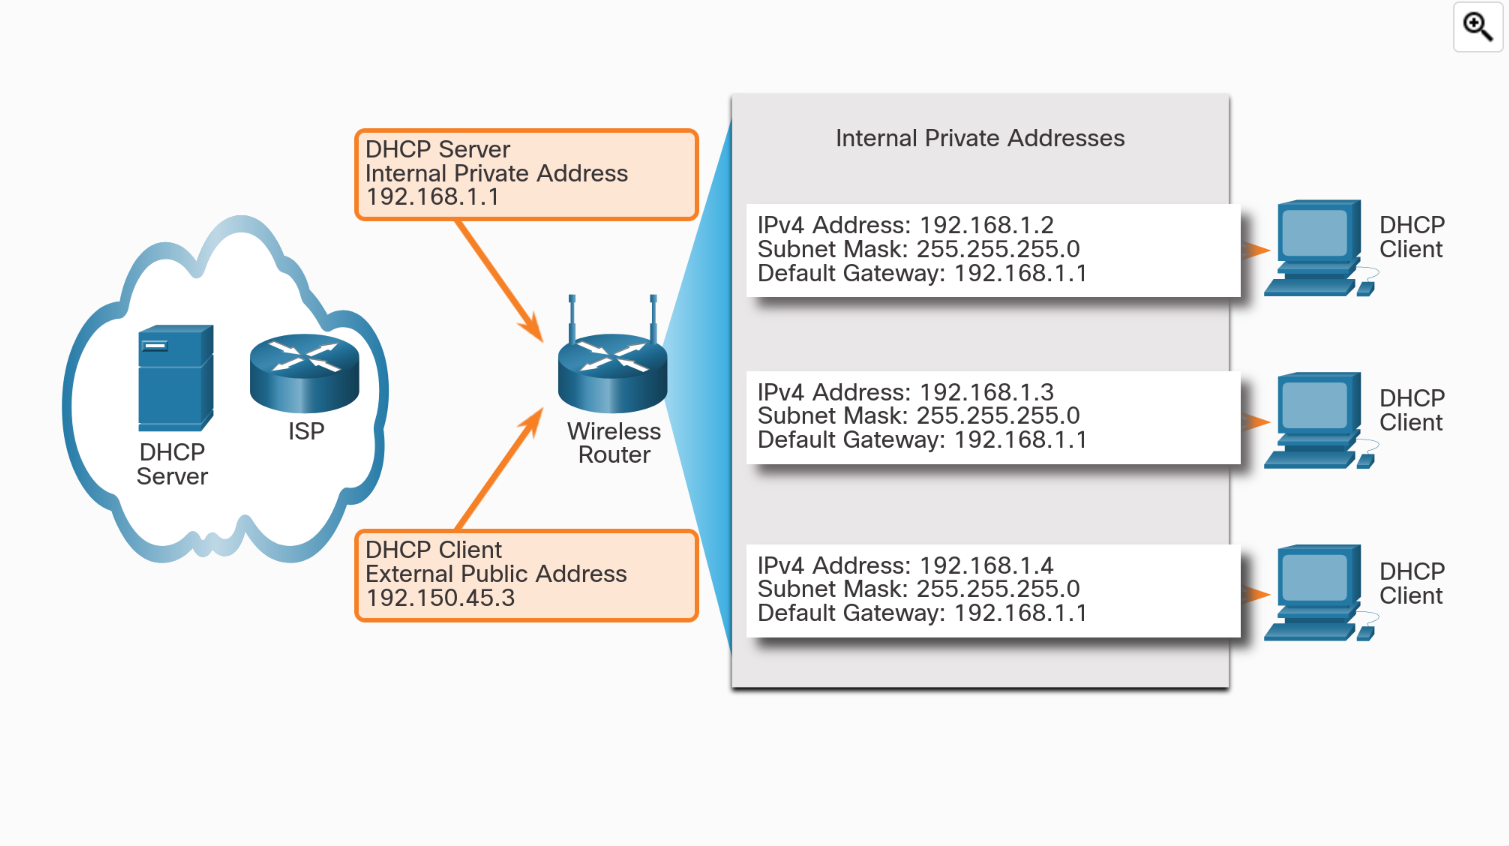 DHCP Server
Internal Private Address
192.168.1.1
DHCP
Server
ISP
Wireless
Router
DHCP Client
External Public Address
192.150.45.3
Internal Private Addresses
IPv4 Address: 192.168.1.2
Subnet Mask: 255.255.255.0
Default Gateway: 192.168.1.1
DHCP
Client
IPv4 Address: 192.168.1.3
Subnet Mask: 255.255.255.0
Default Gateway: 192.168.1.1
DHCP
Client
IPv4 Address: 192.168.1.4
Subnet Mask: 255.255.255.0
Default Gateway: 192.168.1.1
DHCP
Client